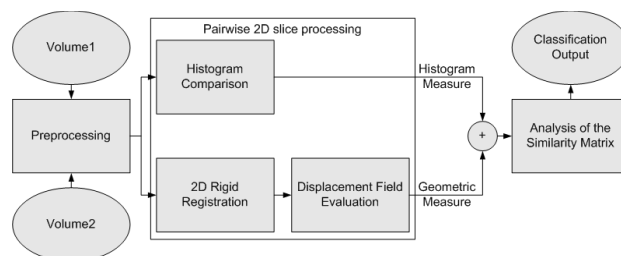 Volume1
Preprocessing
Volume2
Pairwise 2D slice processing
Histogram
Comparison
2D Rigid
Registration
Displacement Field
Evaluation
Histogram
Measure
Geometric
Measure
+
Classification
Output
Analysis of the
Similarity Matrix